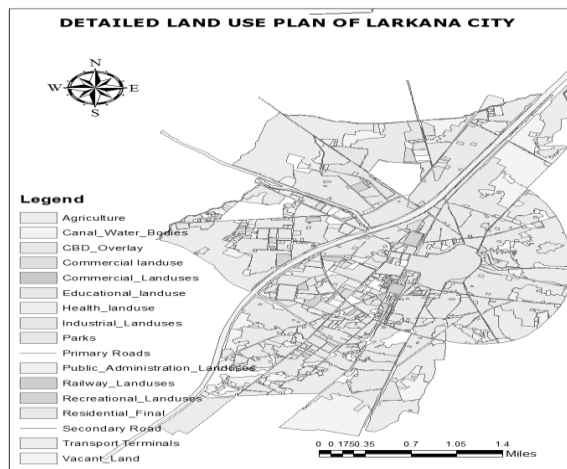 DETAILED LAND USE PLAN OF LARKANA CITY
N
W E
S
Legend
Agriculture
Canal_Water_Bodies
CBD_Overlay
Commercial landuse
Commercial_Landuses
Educational_landuse
Health_landuse
Industrial_Landuses
Parks
Primary Roads
Public_Administration_Landuses
Railway_Landuses
Recreational_Landuses
Residential_Final
Secondary Road
Transport Terminals
Vacant_Land
0 0.1750.35 0.7 1.05 1.4
Miles